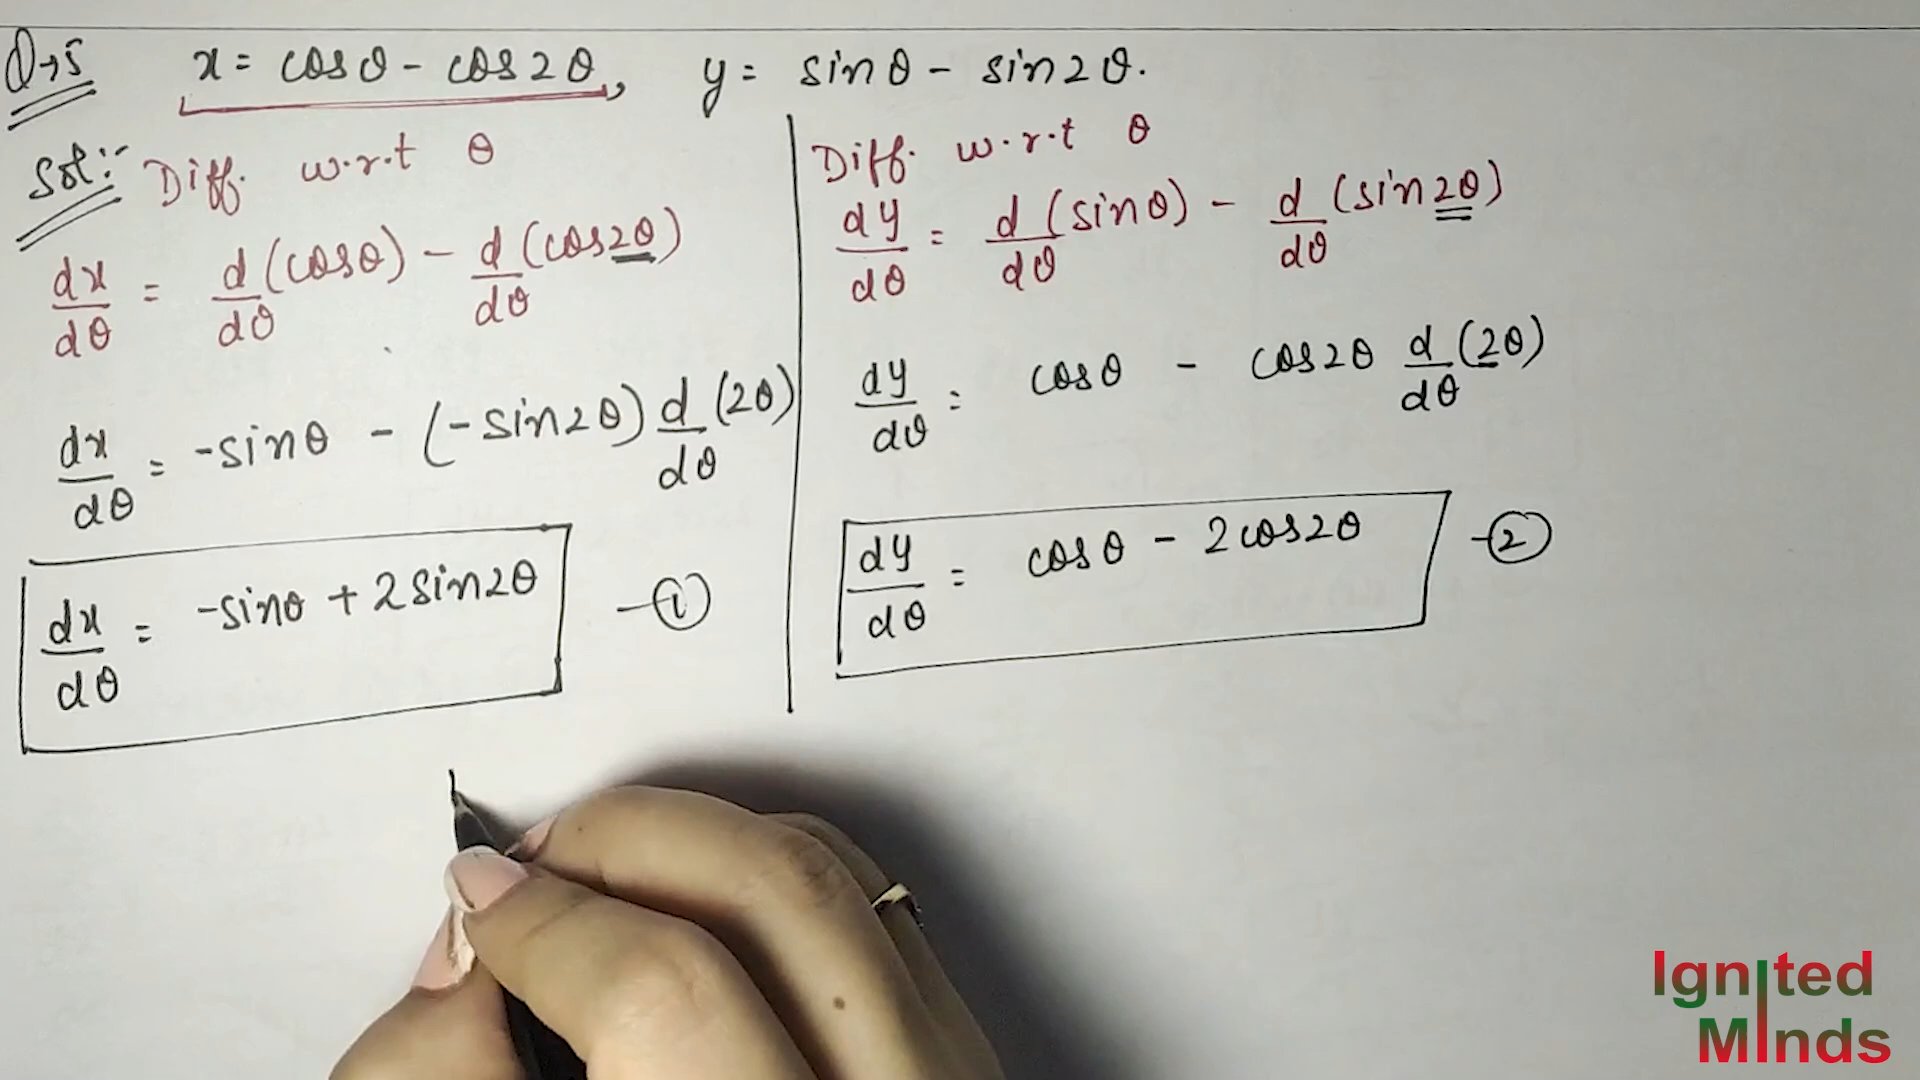 Q→5 x = cosθ - cos2θ, y = sinθ - sin2θ.
Sol:- Diff. w.r.t θ
dx/dθ = d/dθ (cosθ) - d/dθ (cos2θ)
dx/dθ = -sinθ - (-sin2θ) d/dθ (2θ)
dx/dθ = -sinθ + 2sin2θ -①
Diff. w.r.t θ
dy/dθ = d/dθ (sinθ) - d/dθ (sin2θ)
dy/dθ = cosθ - cos2θ d/dθ (2θ)
dy/dθ = cosθ - 2cos2θ -②
Ignited
Minds